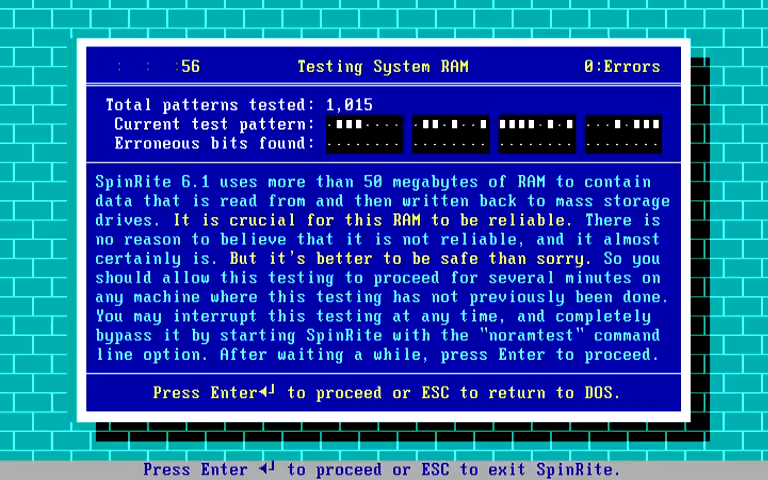 : : :56 Testing System RAM 0:Errors
Total patterns tested: 1,015
Current test pattern:
Erroneous bits found:
SpinRite 6.1 uses more than 50 megabytes of RAM to contain
data that is read from and then written back to mass storage
drives. It is crucial for this RAM to be reliable. There is
no reason to believe that it is not reliable, and it almost
certainly is. But it's better to be safe than sorry. So you
should allow this testing to proceed for several minutes on
any machine where this testing has not previously been done.
You may interrupt this testing at any time, and completely
bypass it by starting SpinRite with the "noramtest" command
line option. After waiting a while, press Enter to proceed.
Press Enter↵ to proceed or ESC to return to DOS.
Press Enter ↵ to proceed or ESC to exit SpinRite.